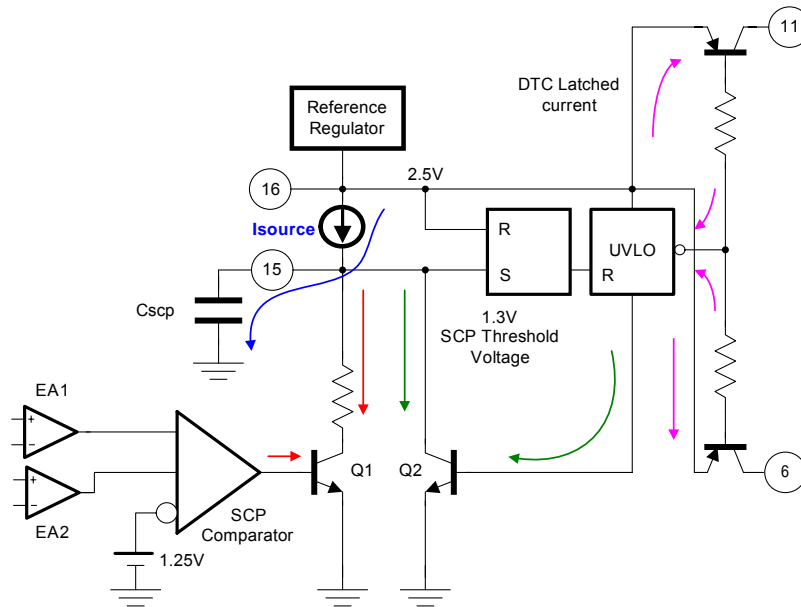 11
DTC Latched
current
Reference
Regulator
2.5V
16
Isource
R
UVLO
15
S
R
Cscp
1.3V
SCP Threshold
Voltage
EA1
+
−
Q1
Q2
6
+
−
EA2
SCP
Comparator
1.25V